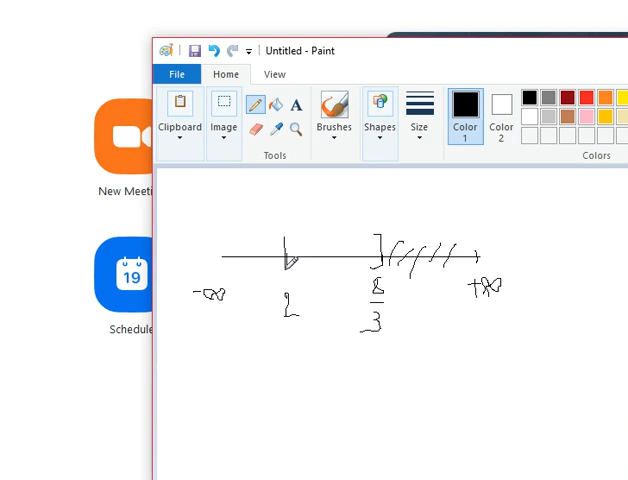 Untitled - Paint
File Home View
Clipboard Image Tools Brushes Shapes Size Color 1 Color 2 Colors
New Meeti
19
Schedule
-∞ 2 8/3 +∞